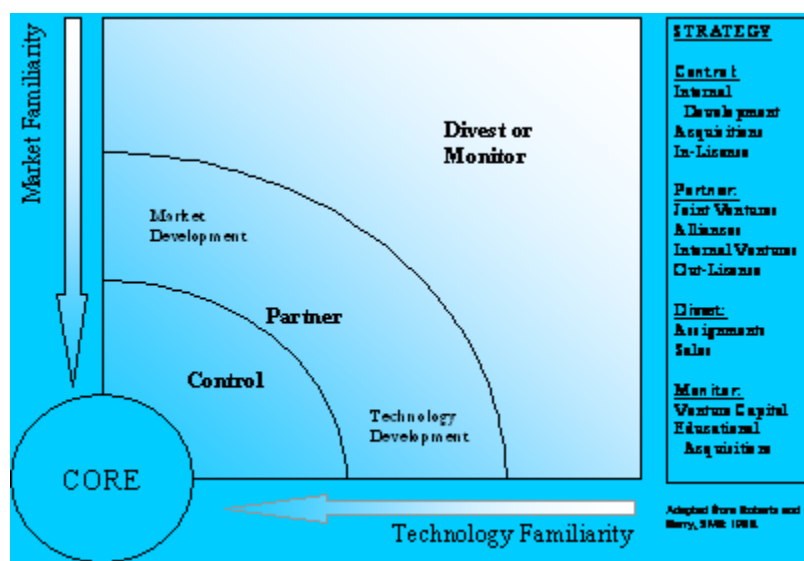 Market Familiarity
Divest or
Monitor
Market
Development
Partner
Control
Technology
Development
CORE
Technology Familiarity
STRATEGY
Control:
Internal
Development
Acquisitions
In-License
Partner:
Joint Ventures
Alliances
Internal Ventures
Out-License
Divest:
Assignments
Sales
Monitor:
Venture Capital
Educational
Acquisitions
Adapted from Roberts and
Berry, SMR